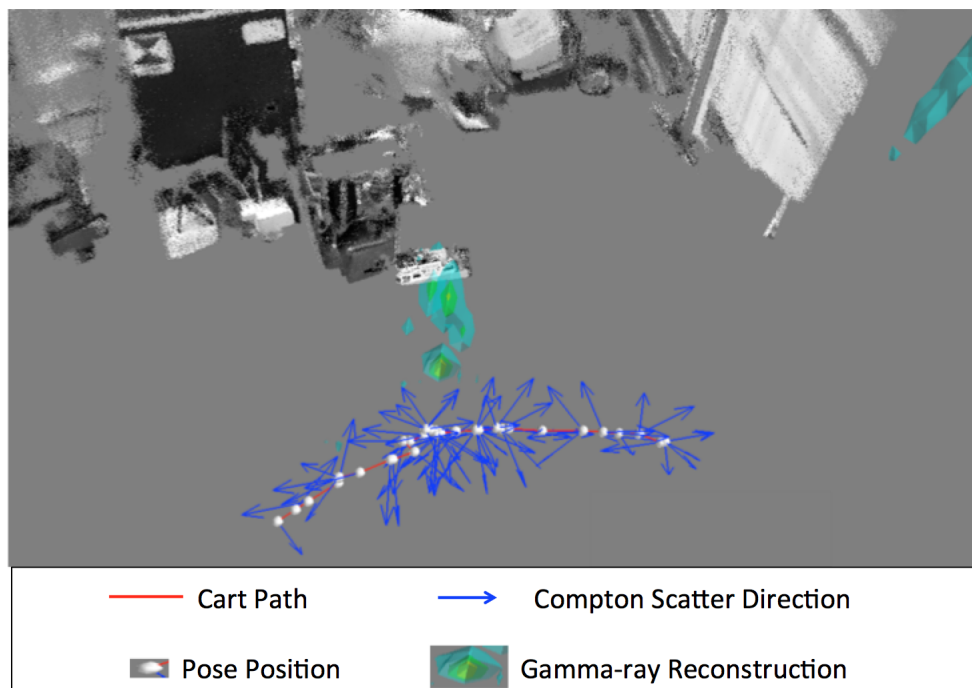 Cart Path
Compton Scatter Direction
Pose Position
Gamma-ray Reconstruction